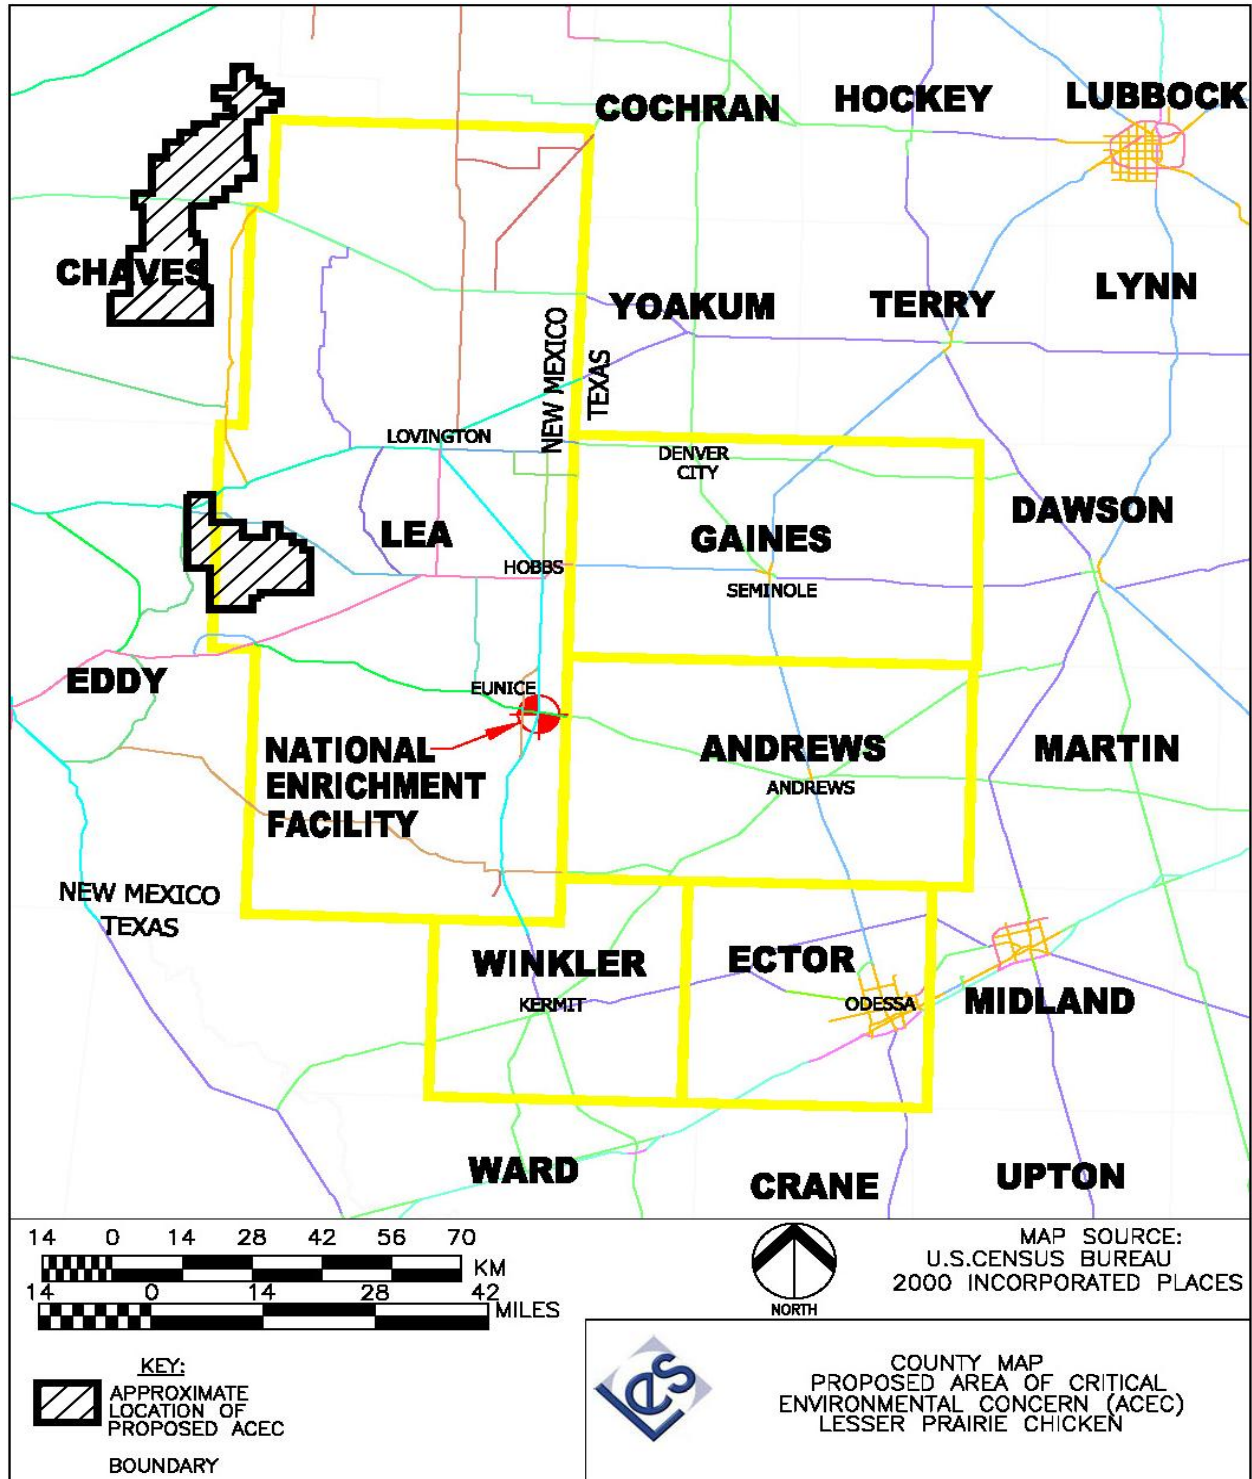 COCHRAN
HOCKEY
LUBBOCK
CHAVES
YOAKUM
TERRY
LYNN
NEW MEXICO
TEXAS
LOVINGTON
DENVER
CITY
LEA
GAINES
DAWSON
HOBBS
SEMINOLE
EDDY
EUNICE
NATIONAL
ENRICHMENT
FACILITY
ANDREWS
ANDREWS
MARTIN
NEW MEXICO
TEXAS
WINKLER
KERMIT
ECTOR
ODESSA
MIDLAND
WARD
CRANE
UPTON
14 0 14 28 42 56 70
KM
14 0 14 28 42
MILES
NORTH
MAP SOURCE:
U.S.CENSUS BUREAU
2000 INCORPORATED PLACES
KEY:
APPROXIMATE
LOCATION OF
PROPOSED ACEC
BOUNDARY
LES
COUNTY MAP
PROPOSED AREA OF CRITICAL
ENVIRONMENTAL CONCERN (ACEC)
LESSER PRAIRIE CHICKEN